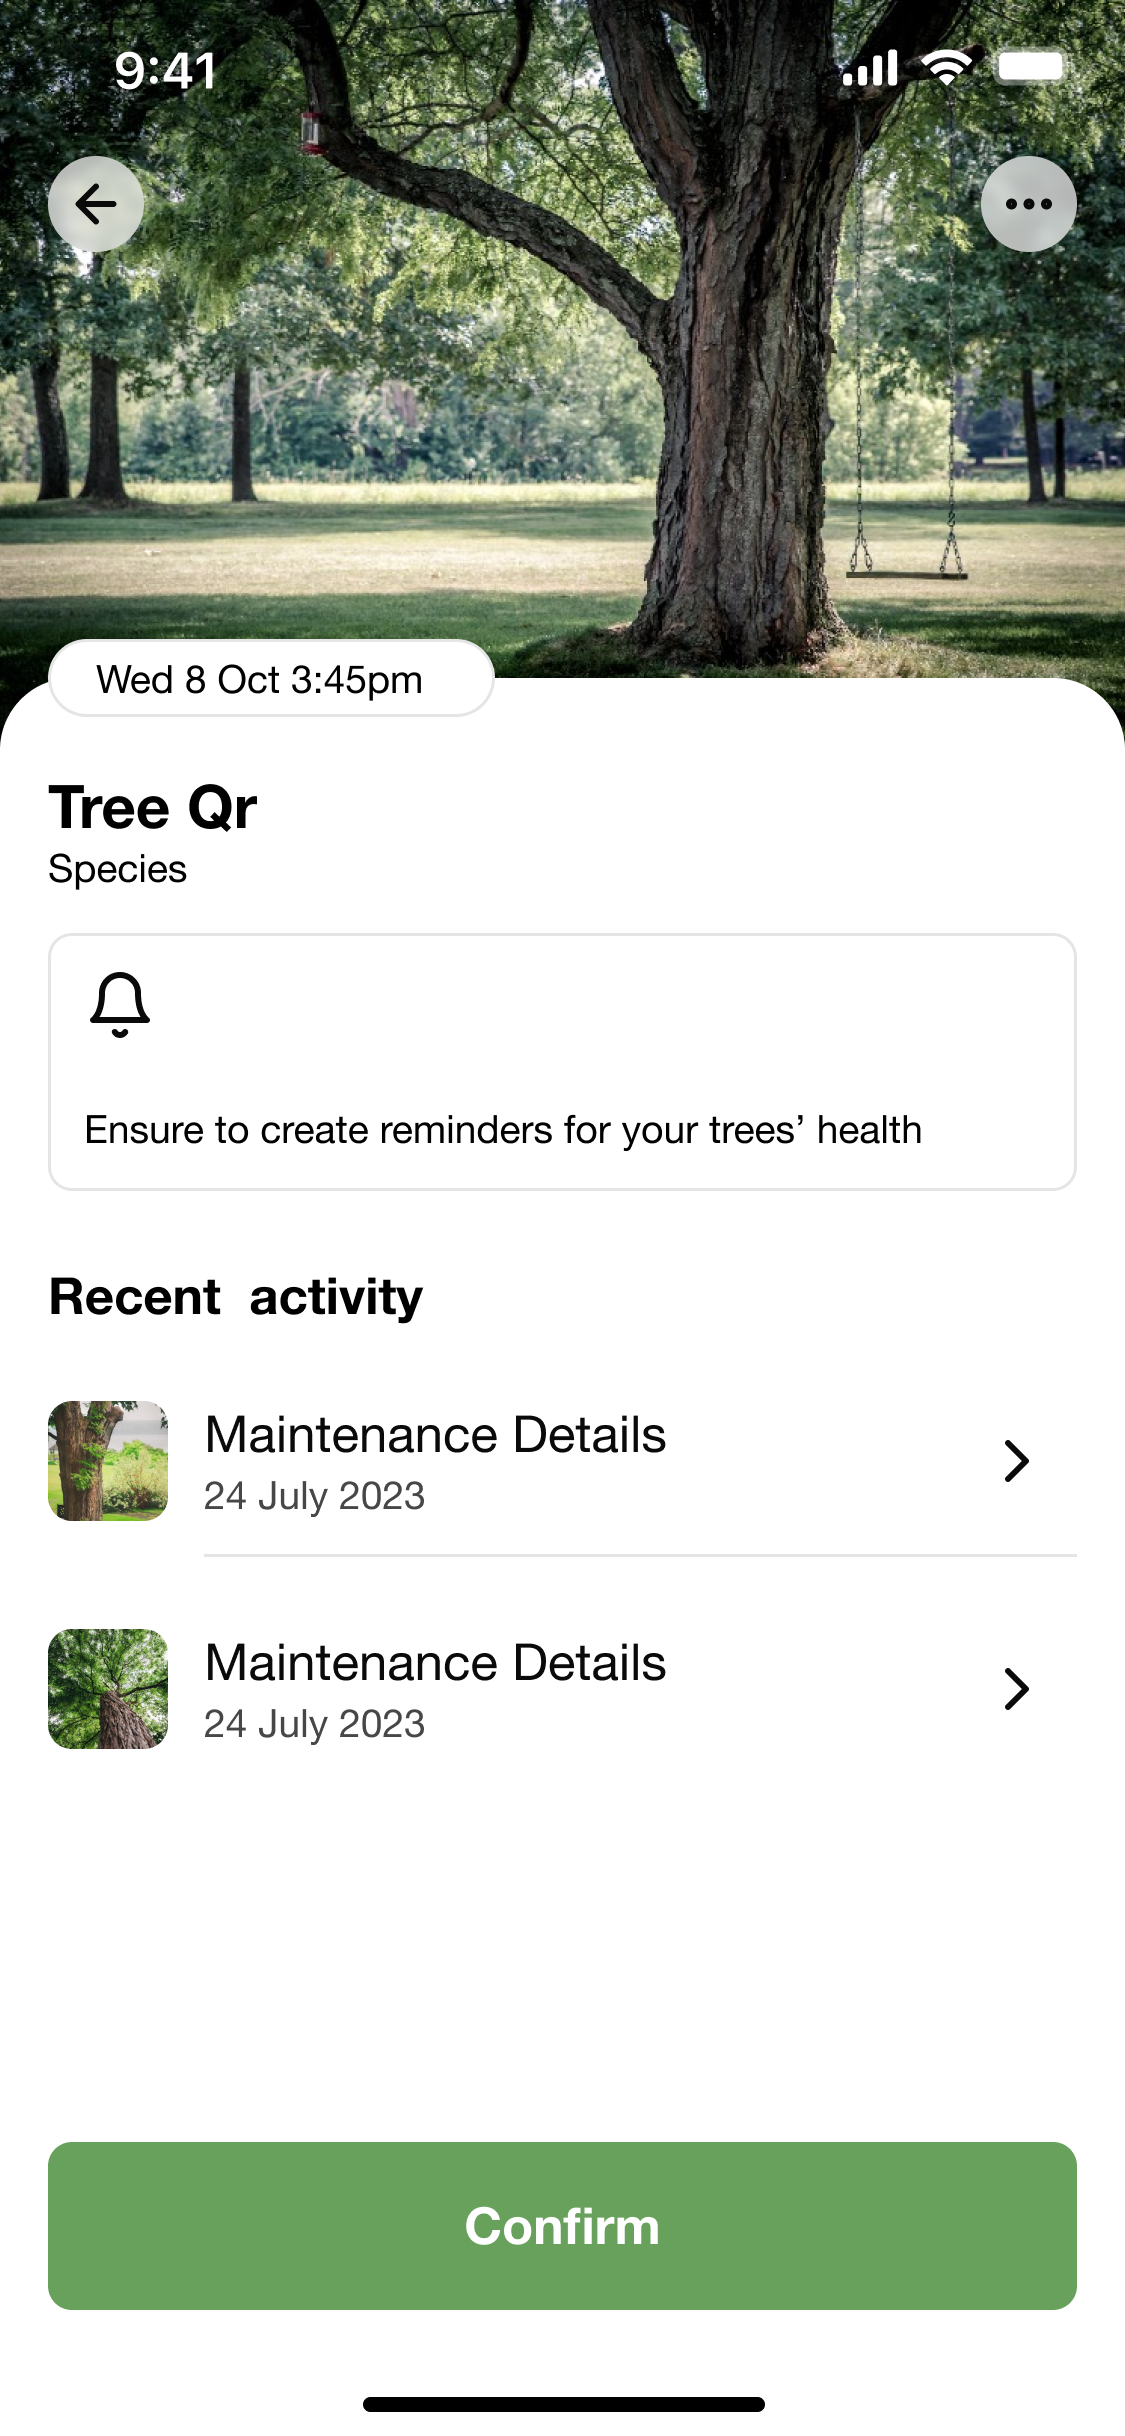 9:41
Wed 8 Oct 3:45pm
Tree Qr
Species
Ensure to create reminders for your trees’ health
Recent  activity
Maintenance Details
24 July 2023
Maintenance Details
24 July 2023
Confirm